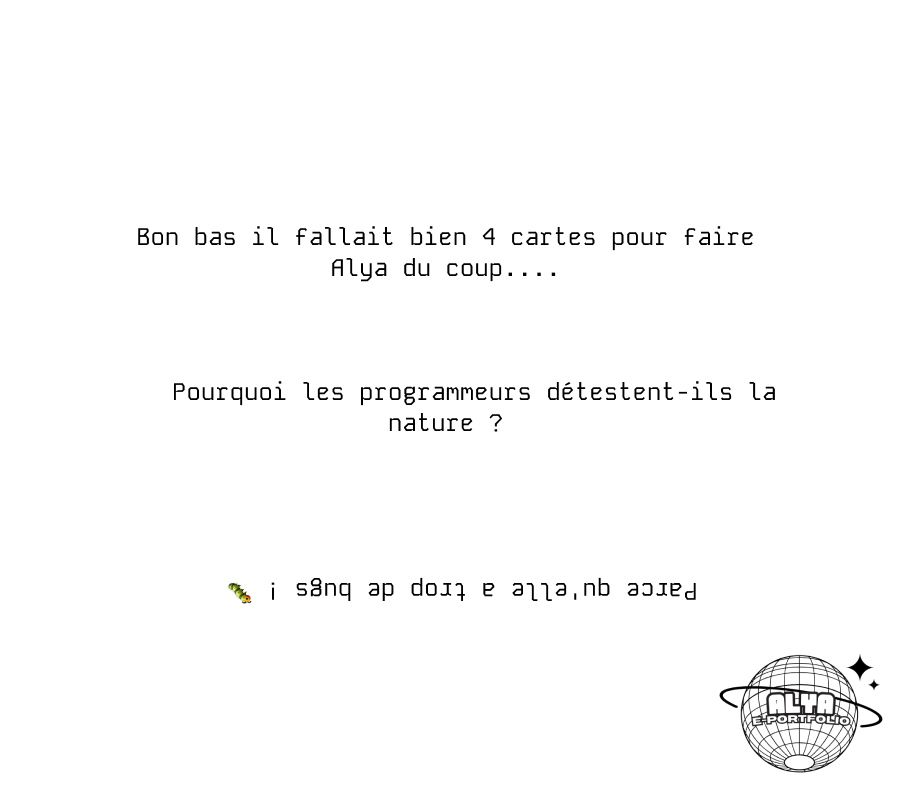 Bon bas il fallait bien 4 cartes pour faire
Alya du coup....
Pourquoi les programmeurs détestent-ils la
nature ?
Parce qu'elle a trop de bugs ! 🐛
ALYA
E-PORTFOLIO